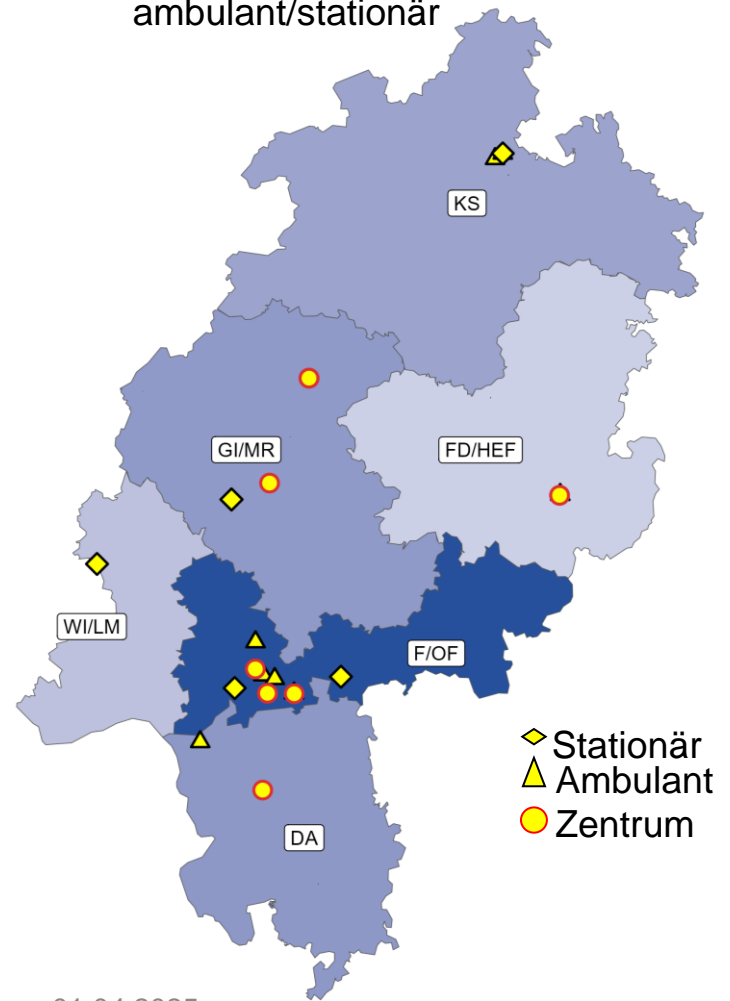 ambulant/stationär
KS
GI/MR
FD/HEF
WI/LM
F/OF
Stationär
Ambulant
Zentrum
DA